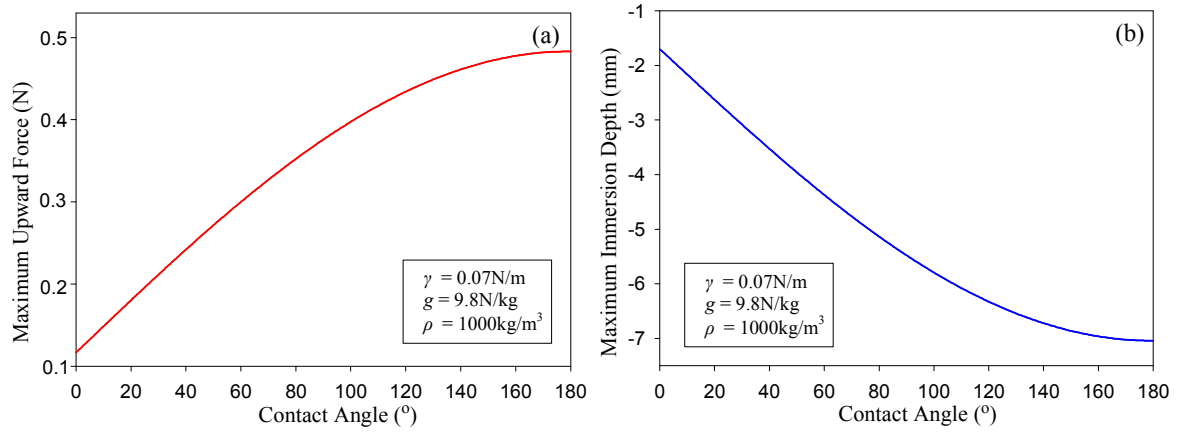 (a)
Maximum Upward Force (N)
0.5
0.4
0.3
0.2
0.1
0 20 40 60 80 100 120 140 160 180
Contact Angle (°)
γ = 0.07N/m
g = 9.8N/kg
ρ = 1000kg/m³
(b)
Maximum Immersion Depth (mm)
-1
-2
-3
-4
-5
-6
-7
0 20 40 60 80 100 120 140 160 180
Contact Angle (°)
γ = 0.07N/m
g = 9.8N/kg
ρ = 1000kg/m³